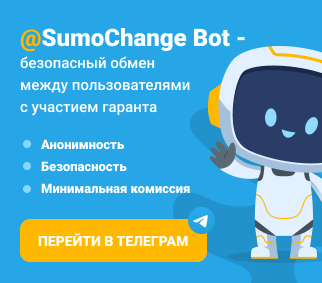 @SumoChange Bot -
безопасный обмен
между пользователями
с участием гаранта
Анонимность
Безопасность
Минимальная комиссия
ПЕРЕЙТИ В ТЕЛЕГРАМ